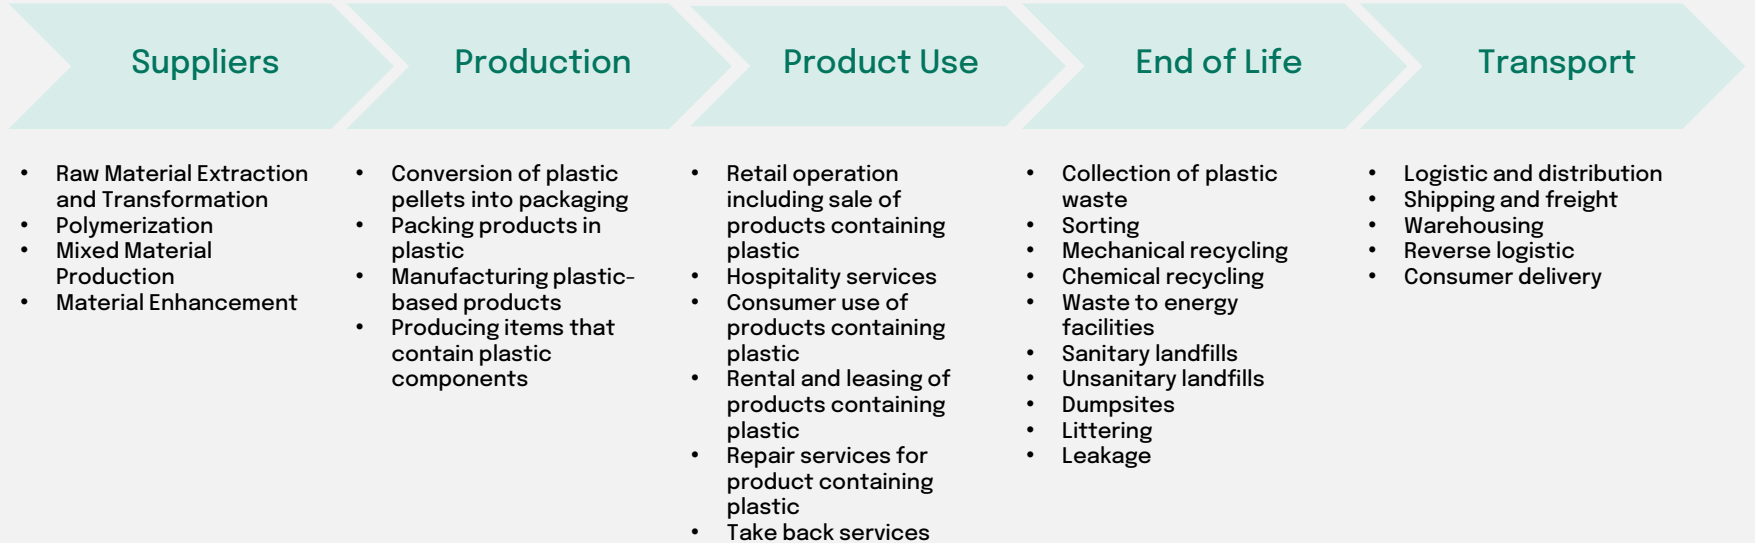 Suppliers
Production
Product Use
End of Life
Transport
• Raw Material Extraction
and Transformation
• Polymerization
• Mixed Material
Production
• Material Enhancement
• Conversion of plastic
pellets into packaging
• Packing products in
plastic
• Manufacturing plastic-
based products
• Producing items that
contain plastic
components
• Retail operation
including sale of
products containing
plastic
• Hospitality services
• Consumer use of
products containing
plastic
• Rental and leasing of
products containing
plastic
• Repair services for
product containing
plastic
• Take back services
• Collection of plastic
waste
• Sorting
• Mechanical recycling
• Chemical recycling
• Waste to energy
facilities
• Sanitary landfills
• Unsanitary landfills
• Dumpsites
• Littering
• Leakage
• Logistic and distribution
• Shipping and freight
• Warehousing
• Reverse logistic
• Consumer delivery